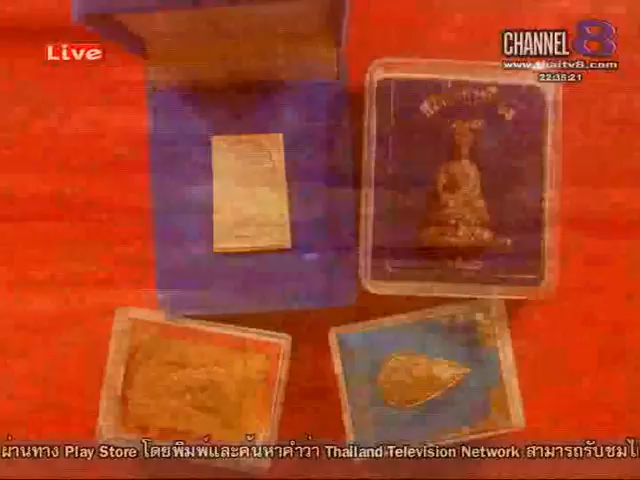 Live
CHANNEL 8
www.thaitv8.com
22:38:21
ผ่านทาง Play Store โดยพิมพ์และค้นหาคำว่า Thailand Television Network สามารถรับชมไ